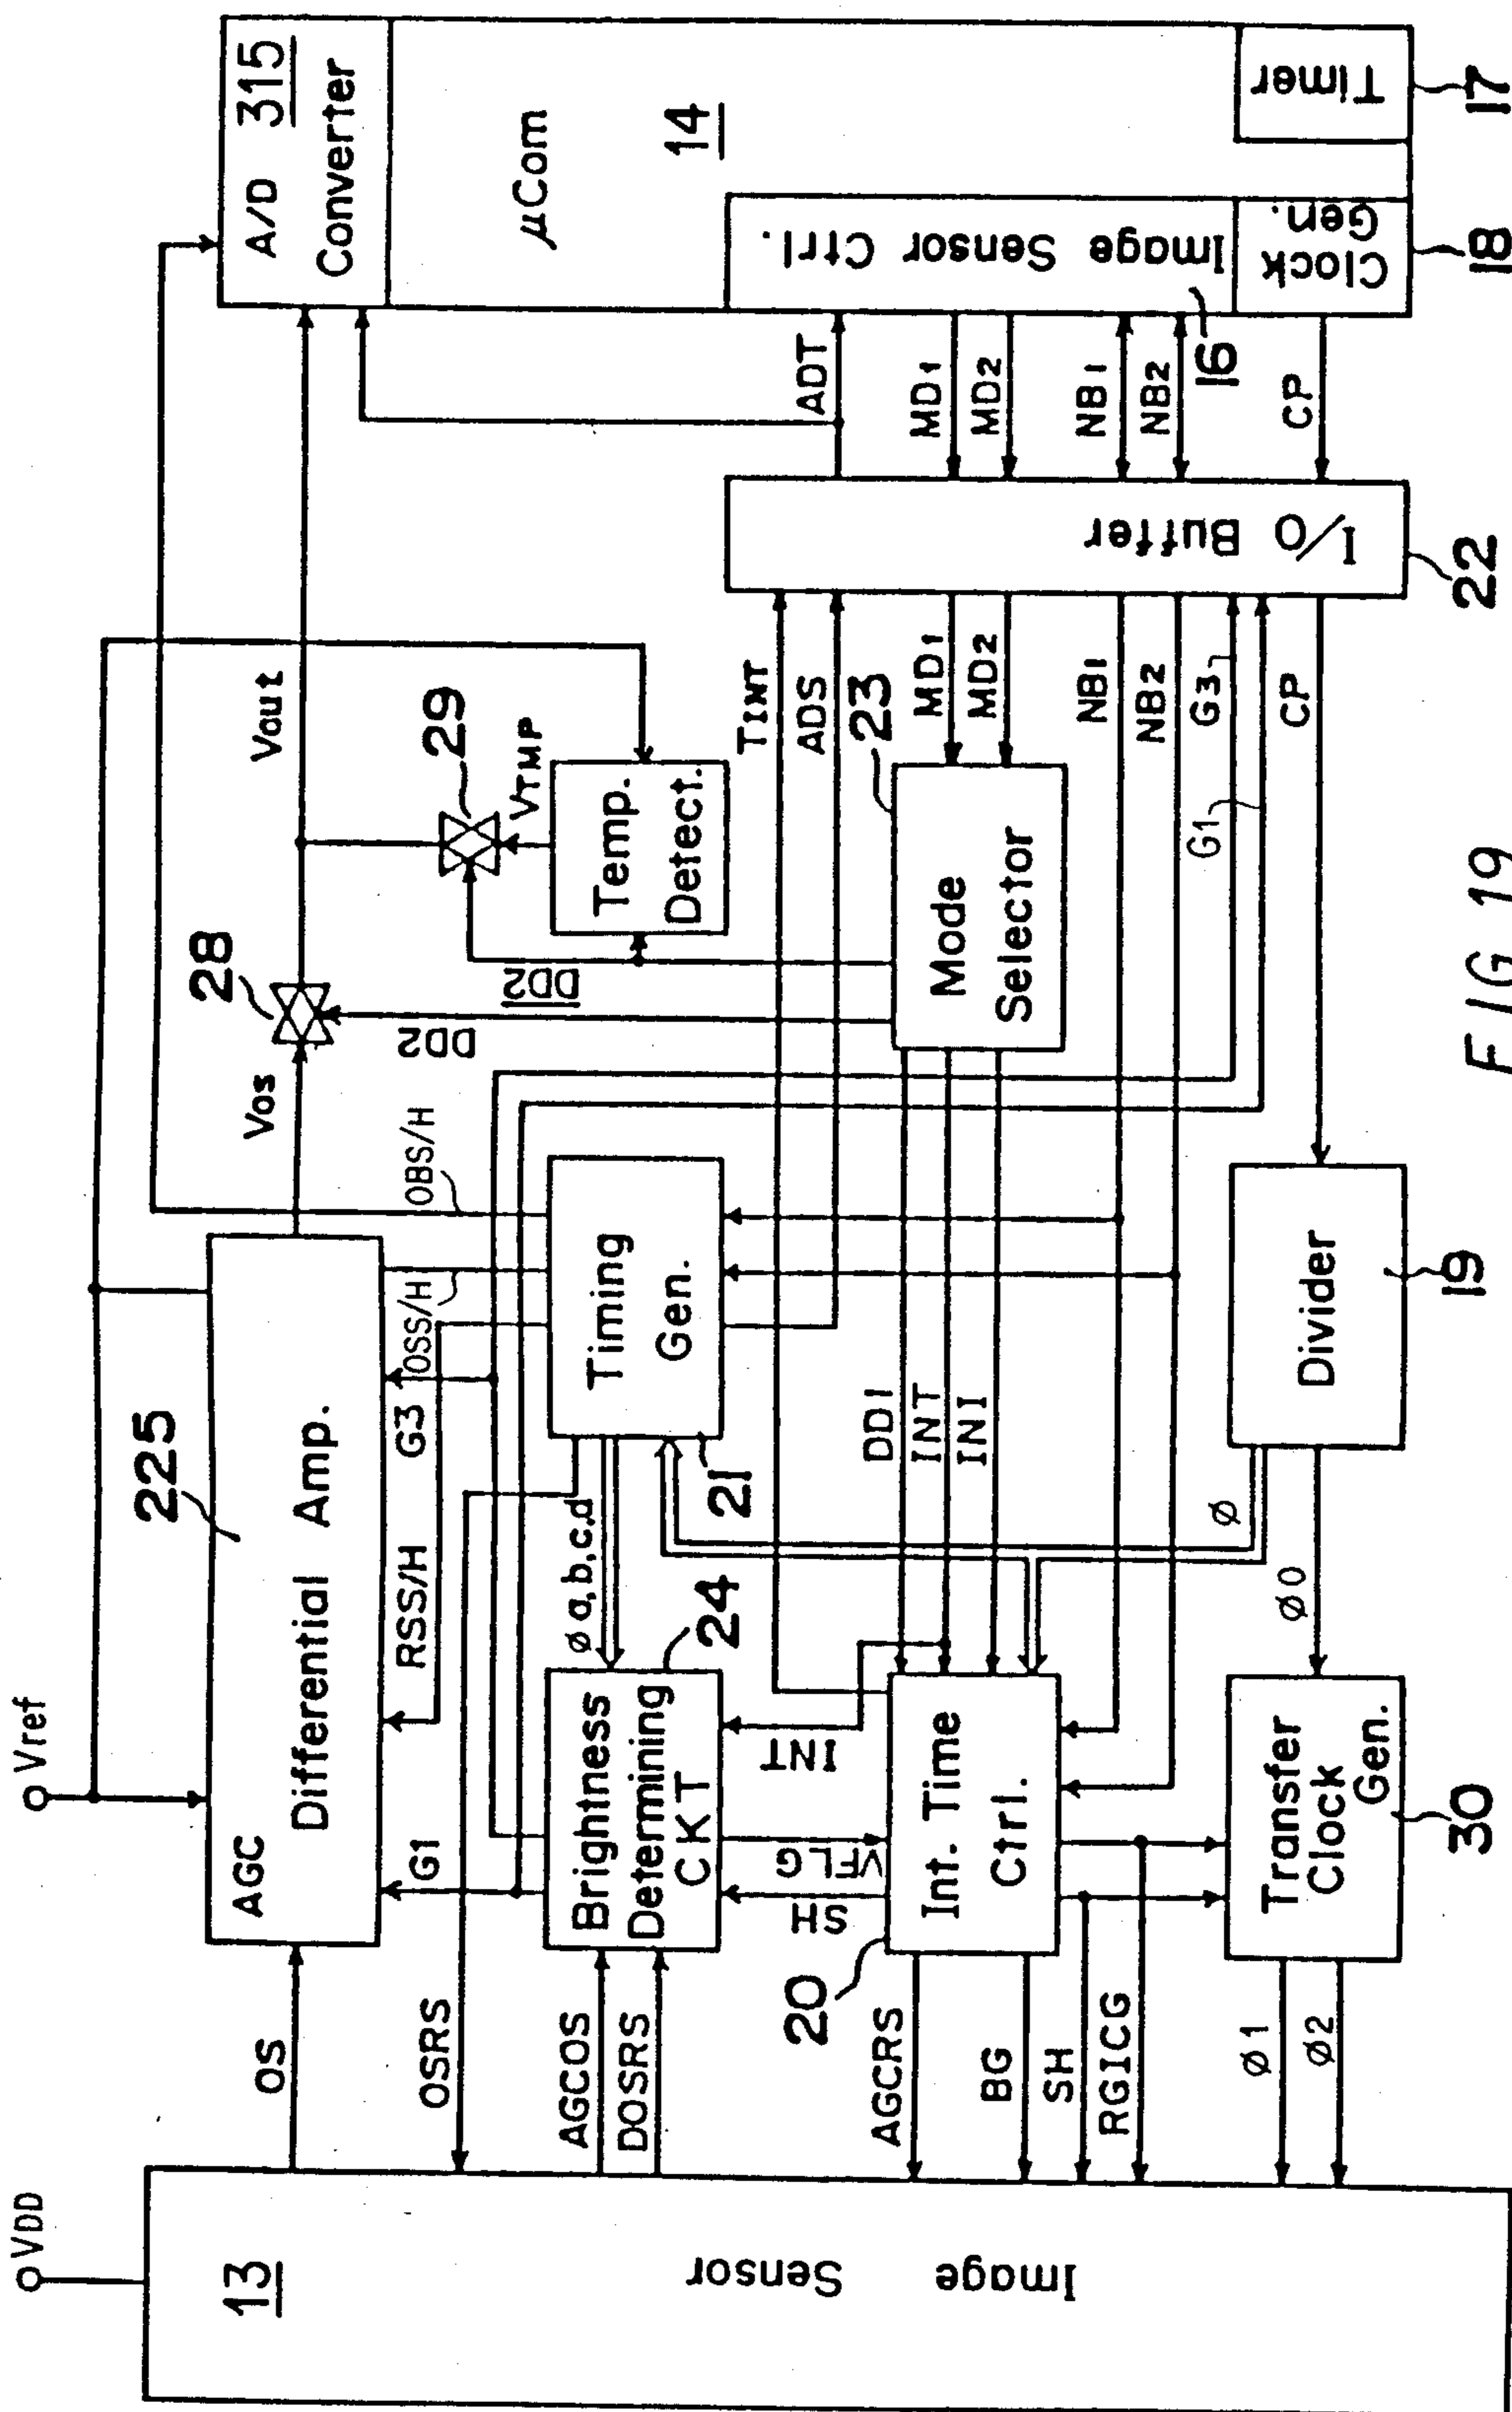 VDD
Vref
13
Image Sensor
OS
OSRS
AGCOS
DOSRS
AGCRS
BG
SH
RGICG
ø1
ø2
225
AGC
Differential Amp.
G1
RSS/H
G3
OSS/H
OBS/H
Brightness
Determining
CKT
24
øa,b,c,d
SH
VFLG
INT
20
Int. Time
Ctrl.
Transfer
Clock
Gen.
30
Timing
Gen.
21
DD1
INT
INI
ø
ø0
Divider
19
Vos
28
DD2
DD2
Vout
29
VTMP
Temp.
Detect.
Mode
Selector
23
TINT
ADS
MD1
MD2
NB1
NB2
G3
G1
CP
I/O Buffer
22
ADT
MD1
MD2
NB1
NB2
CP
A/D 315
Converter
μCom
14
Image Sensor Ctrl.
16
Clock
Gen.
18
Timer
17
FIG 19